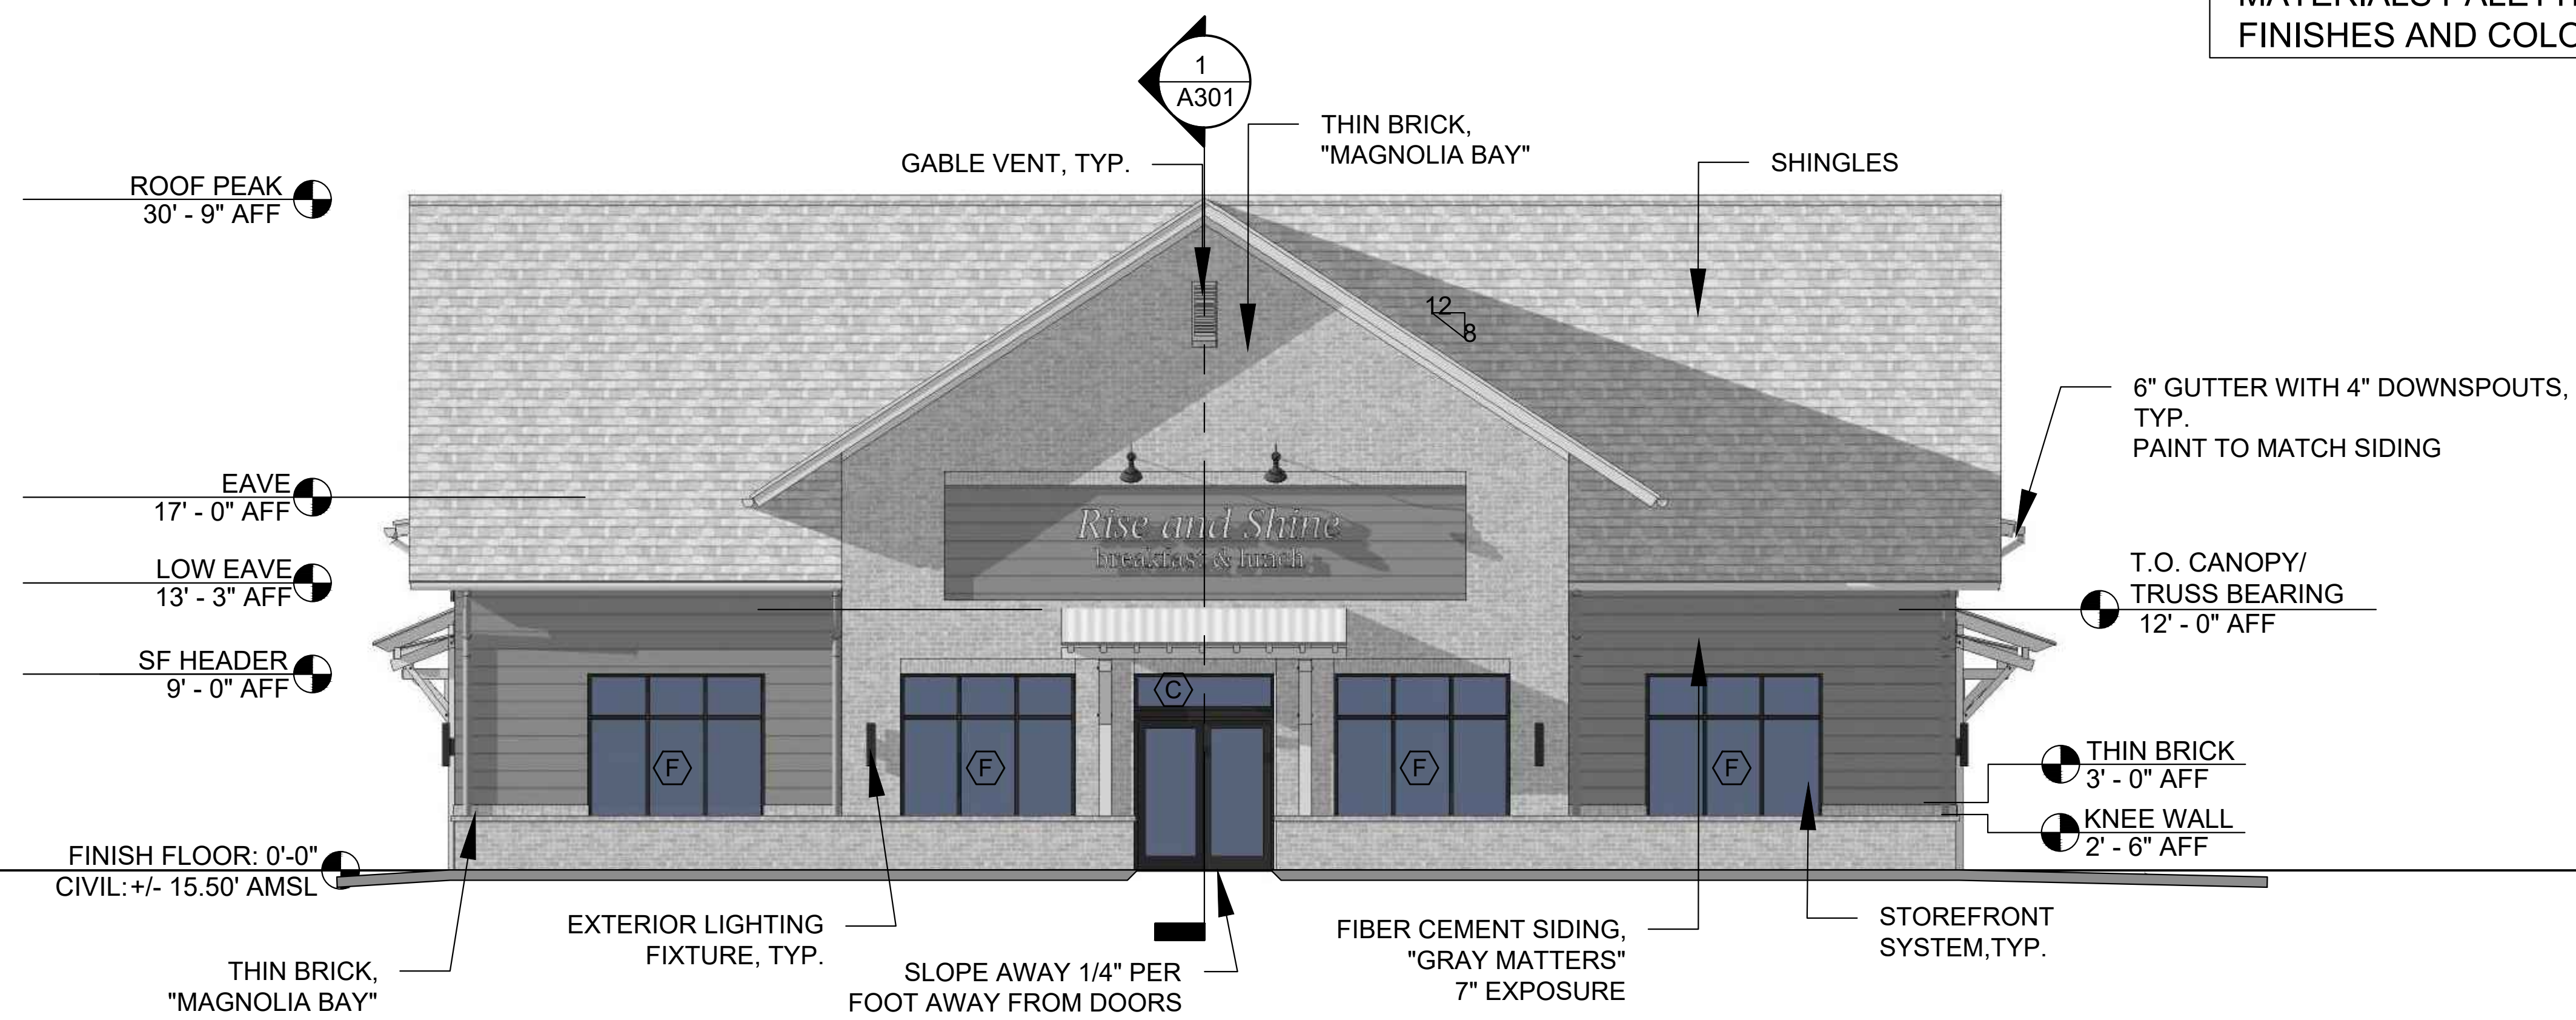 MATERIALS PALETTE
FINISHES AND COLO
1
A301
THIN BRICK,
"MAGNOLIA BAY"
GABLE VENT, TYP.
SHINGLES
ROOF PEAK
30' - 9" AFF
12
8
6" GUTTER WITH 4" DOWNSPOUTS,
TYP.
PAINT TO MATCH SIDING
EAVE
17' - 0" AFF
Rise and Shine
breakfast & lunch
LOW EAVE
13' - 3" AFF
T.O. CANOPY/
TRUSS BEARING
12' - 0" AFF
SF HEADER
9' - 0" AFF
C
F
F
F
F
THIN BRICK
3' - 0" AFF
KNEE WALL
2' - 6" AFF
FINISH FLOOR: 0'-0"
CIVIL:+/- 15.50' AMSL
EXTERIOR LIGHTING
FIXTURE, TYP.
THIN BRICK,
"MAGNOLIA BAY"
SLOPE AWAY 1/4" PER
FOOT AWAY FROM DOORS
FIBER CEMENT SIDING,
"GRAY MATTERS"
7" EXPOSURE
STOREFRONT
SYSTEM,TYP.